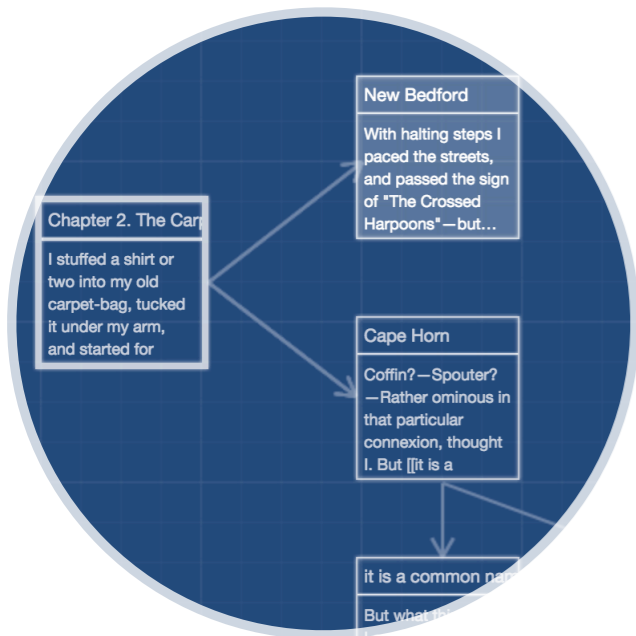 New Bedford
With halting steps I
paced the streets,
and passed the sign
of "The Crossed
Harpoons"—but...
Chapter 2. The Carp
I stuffed a shirt or
two into my old
carpet-bag, tucked
it under my arm,
and started for
Cape Horn
Coffin?—Spouter?
—Rather ominous in
that particular
connexion, thought
I. But [[it is a
it is a common nam
But what thi